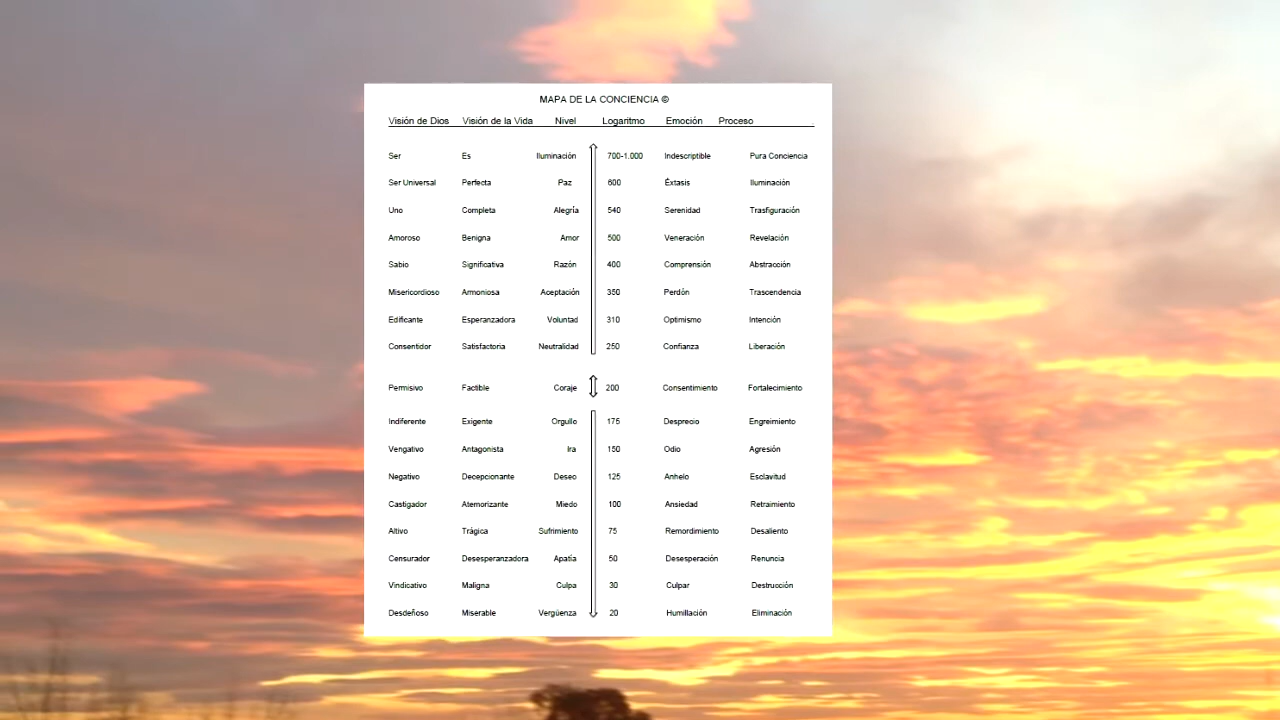 MAPA DE LA CONCIENCIA ©
Visión de Dios Visión de la Vida Nivel Logaritmo Emoción Proceso
Ser Es Iluminación 700-1.000 Indescriptible Pura Conciencia
Ser Universal Perfecta Paz 600 Éxtasis Iluminación
Uno Completa Alegría 540 Serenidad Trasfiguración
Amoroso Benigna Amor 500 Veneración Revelación
Sabio Significativa Razón 400 Comprensión Abstracción
Misericordioso Armoniosa Aceptación 350 Perdón Trascendencia
Edificante Esperanzadora Voluntad 310 Optimismo Intención
Consentidor Satisfactoria Neutralidad 250 Confianza Liberación
Permisivo Factible Coraje 200 Consentimiento Fortalecimiento
Indiferente Exigente Orgullo 175 Desprecio Engreimiento
Vengativo Antagonista Ira 150 Odio Agresión
Negativo Decepcionante Deseo 125 Anhelo Esclavitud
Castigador Atemorizante Miedo 100 Ansiedad Retraimiento
Altivo Trágica Sufrimiento 75 Remordimiento Desaliento
Censurador Desesperanzadora Apatía 50 Desesperación Renuncia
Vindicativo Maligna Culpa 30 Culpar Destrucción
Desdeñoso Miserable Vergüenza 20 Humillación Eliminación